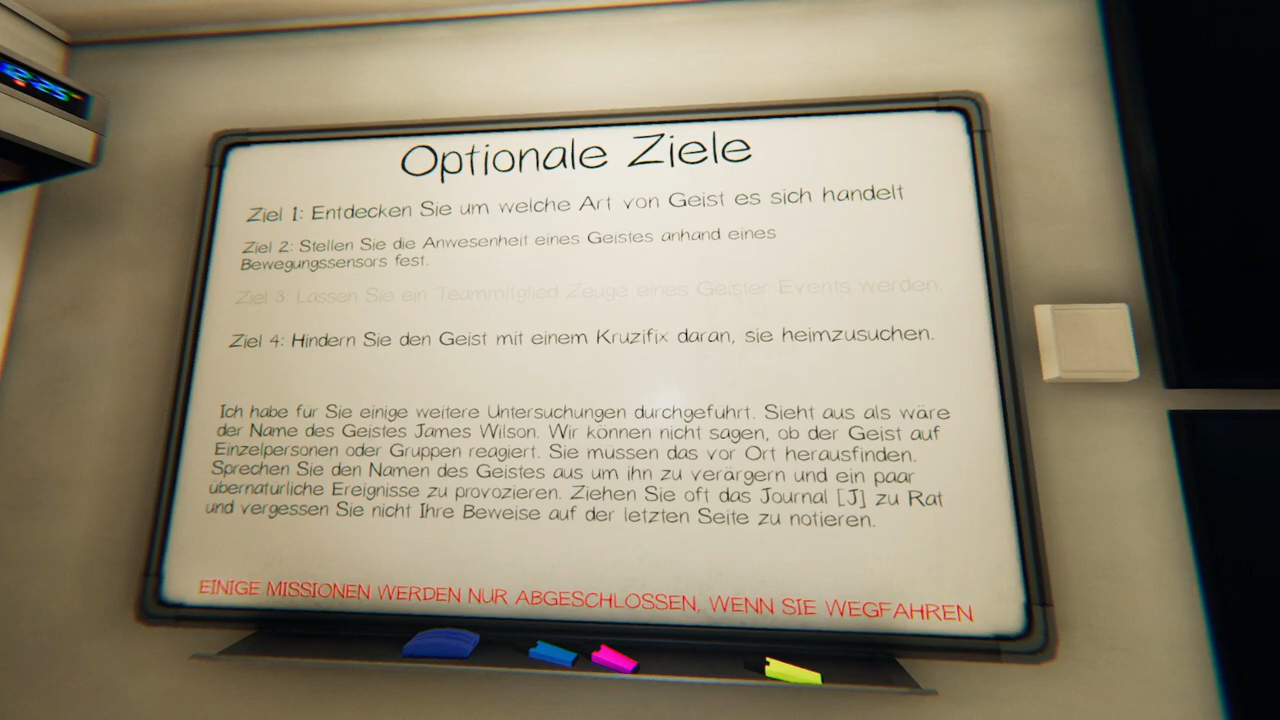 2:25
Optionale Ziele
Ziel 1: Entdecken Sie um welche Art von Geist es sich handelt
Ziel 2: Stellen Sie die Anwesenheit eines Geistes anhand eines
Bewegungssensors fest.
Ziel 3: Lassen Sie ein Teammitglied Zeuge eines Geister Events werden.
Ziel 4: Hindern Sie den Geist mit einem Kruzifix daran, sie heimzusuchen.
Ich habe für Sie einige weitere Untersuchungen durchgeführt. Sieht aus als wäre
der Name des Geistes James Wilson. Wir können nicht sagen, ob der Geist auf
Einzelpersonen oder Gruppen reagiert. Sie müssen das vor Ort herausfinden.
Sprechen Sie den Namen des Geistes aus um ihn zu verärgern und ein paar
übernatürliche Ereignisse zu provozieren. Ziehen Sie oft das Journal [J] zu Rat
und vergessen Sie nicht Ihre Beweise auf der letzten Seite zu notieren.
EINIGE MISSIONEN WERDEN NUR ABGESCHLOSSEN, WENN SIE WEGFAHREN